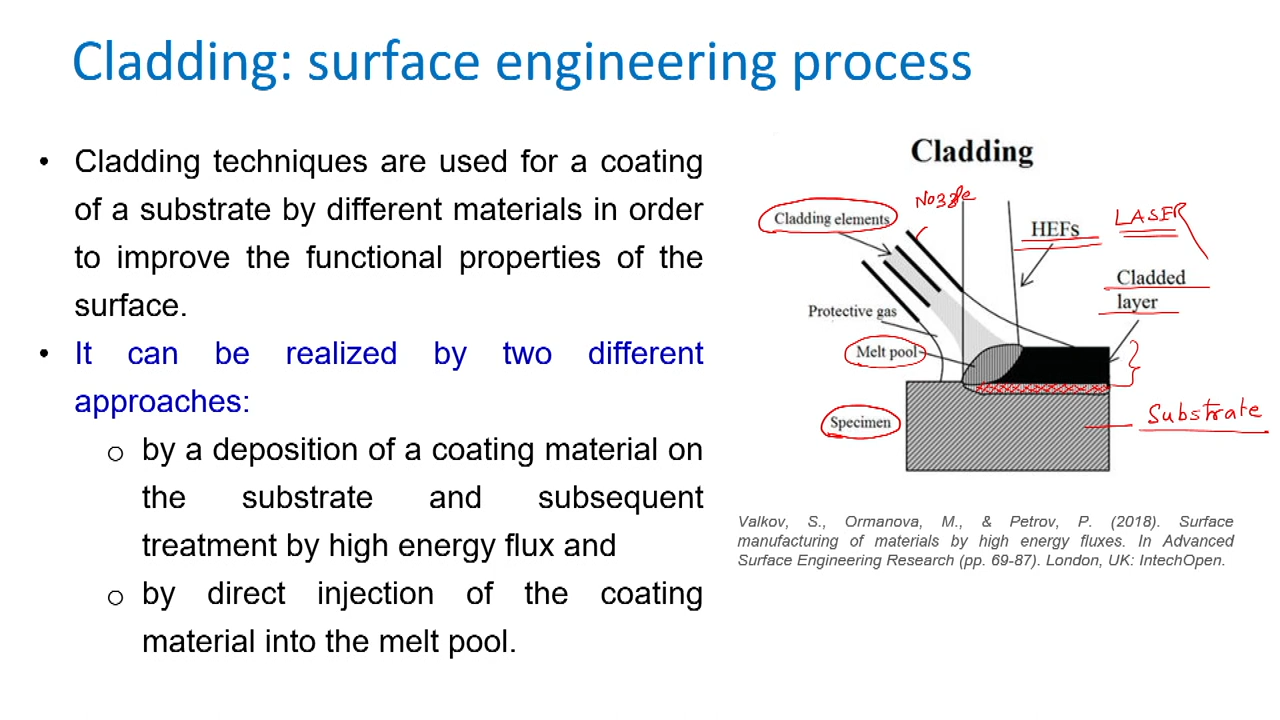 Cladding: surface engineering process
• Cladding techniques are used for a coating
of a substrate by different materials in order
to improve the functional properties of the
surface.
• It can be realized by two different
approaches:
o by a deposition of a coating material on
the substrate and subsequent
treatment by high energy flux and
o by direct injection of the coating
material into the melt pool.
Cladding
Cladding elements
Nozzle
HEFs
LASER
Cladded
layer
Protective gas
Melt pool
Specimen
Substrate
Valkov, S., Ormanova, M., & Petrov, P. (2018). Surface
manufacturing of materials by high energy fluxes. In Advanced
Surface Engineering Research (pp. 69-87). London, UK: IntechOpen.